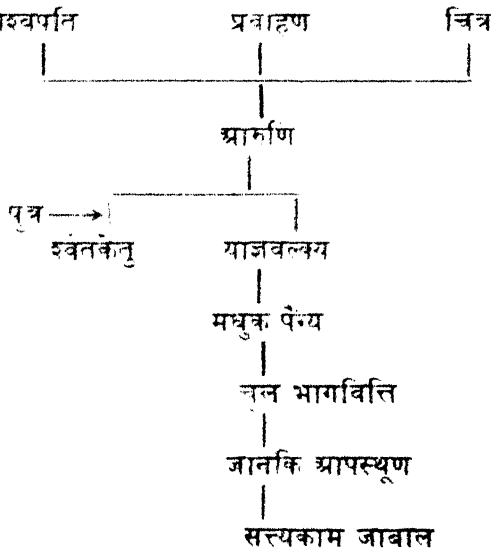 श्वपति प्रवाहण चित्र
आरुणि
पुत्र →
श्वेतकेतु याज्ञवल्क्य
मधुक पैंग्य
चूल भागवित्ति
जानकि आपस्थूण
सत्यकाम जाबाल